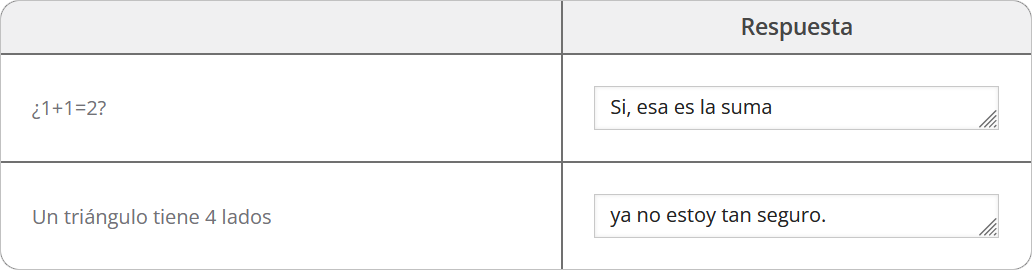 Respuesta
¿1+1=2?
Si, esa es la suma
Un triángulo tiene 4 lados
ya no estoy tan seguro.